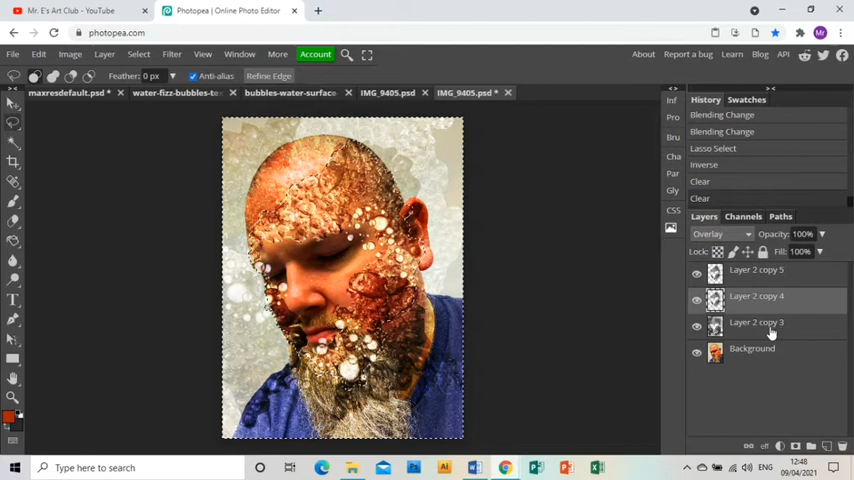 Mr. E's Art Club - YouTube
Photopea | Online Photo Editor
photopea.com
Mr
File Edit Image Layer Select Filter View Window More Account
About Report a bug Learn Blog API
Feather: 0 px Anti-alias Refine Edge
maxresdefault.psd * water-fizz-bubbles-te bubbles-water-surface IMG_9405.psd IMG_9405.psd *
Inf
Pro
Bru
Cha
Par
Gly
CSS
History Swatches
Blending Change
Blending Change
Lasso Select
Inverse
Clear
Clear
Layers Channels Paths
Overlay Opacity: 100%
Lock: Fill: 100%
Layer 2 copy 5
Layer 2 copy 4
Layer 2 copy 3
Background
eff
Type here to search
ENG
12:48
09/04/2021